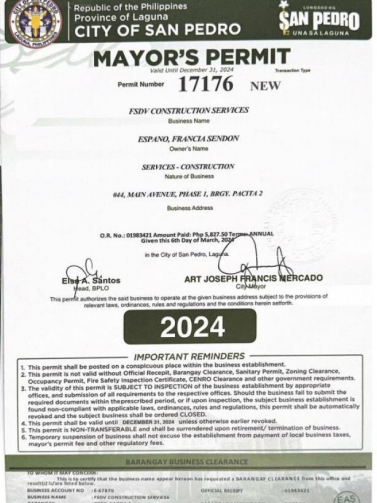 Republic of the Philippines
Province of Laguna
CITY OF SAN PEDRO
LUNGSOD NG
SAN PEDRO
UNA SA LAGUNA
MAYOR'S PERMIT
Valid Until December 31, 2024
Transaction Type
Permit Number 17176 NEW
FSDV CONSTRUCTION SERVICES
Business Name
ESPANO, FRANCIA SENDON
Owner's Name
SERVICES - CONSTRUCTION
Nature of Business
#44, MAIN AVENUE, PHASE 1, BRGY. PACITA 2
Business Address
O.R. No.: 01983421 Amount Paid: Php 5,827.50 Terms: ANNUAL
Given this 6th Day of March, 2024
in the City of San Pedro, Laguna.
Elsa A. Santos
Head, BPLO
ART JOSEPH FRANCIS MERCADO
City Mayor
This permit authorizes the said business to operate at the given business address subject to the provisions of
relevant laws, ordinances, rules and regulations and the conditions herein setforth.
2024
IMPORTANT REMINDERS
1. This permit shall be posted on a conspicuous place within the business establishment.
2. This permit is not valid without Official Receipt, Barangay Clearance, Sanitary Permit, Zoning Clearance,
Occupancy Permit, Fire Safety Inspection Certificate, CENRO Clearance and other government requirements.
3. The validity of this permit is SUBJECT TO INSPECTION of the business establishment by appropriate
offices, and submission of all requirements to the respective offices. Should the business fail to submit the
required documents within the prescribed period, or if upon inspection, the subject business establishment is
found non-compliant with applicable laws, ordinances, rules and regulations, this permit shall be automatically
revoked and the subject business shall be ordered CLOSED.
4. This permit shall be valid until DECEMBER 31, 2024 unless otherwise earlier revoked.
5. This permit is NON-TRANSFERABLE and shall be surrendered upon retirement/ termination of business.
6. Temporary suspension of business shall not excuse the establishment from payment of local business taxes,
mayor's permit fee and other regulatory fees.
BARANGAY BUSINESS CLEARANCE
TO WHOM IT MAY CONCERN:
This is to certify that the business name appear hereon has requested a BARANGAY CLEARANCE from this office and
result(s) is/are listed below.
BUSINESS ACCOUNT NO : E-67876 OFFICIAL RECEIPT : 01983421
BUSINESS NAME : FSDV CONSTRUCTION SERVICES
EAS